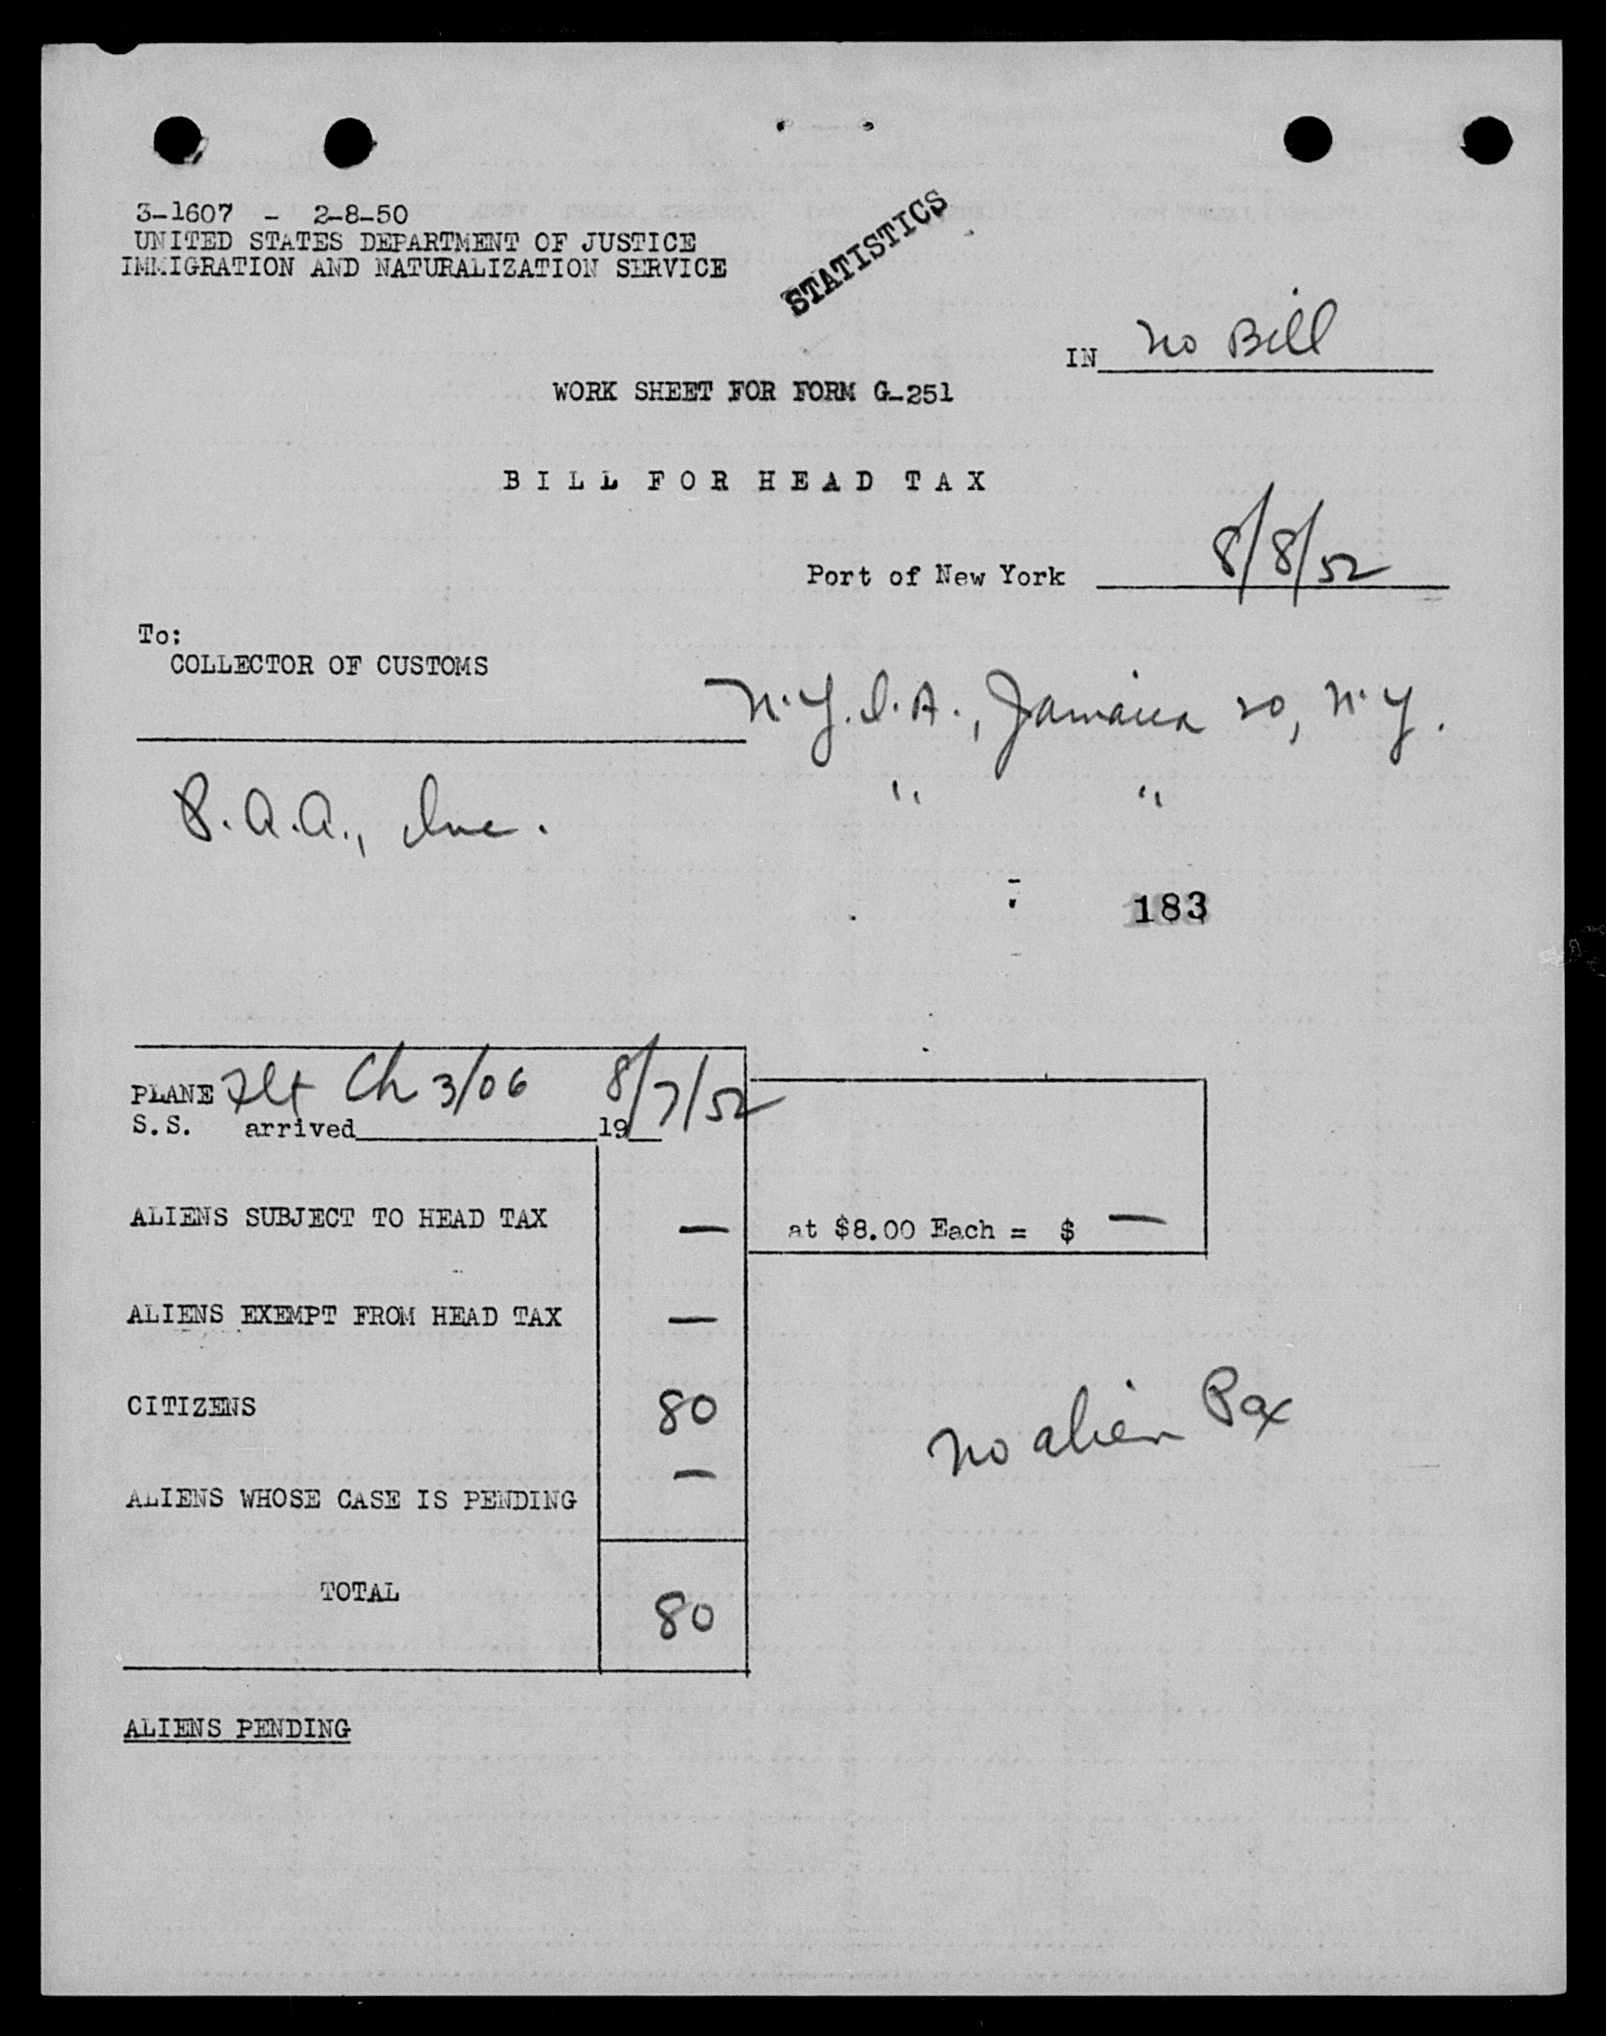 3-1607 - 2-8-50
UNITED STATES DEPARTMENT OF JUSTICE
IMMIGRATION AND NATURALIZATION SERVICE
STATISTICS
IN No Bill
WORK SHEET FOR FORM G-251
BILL FOR HEAD TAX
Port of New York 8/8/52
To:
COLLECTOR OF CUSTOMS
N.Y.I.A., Jamaica 20, N.Y.
P.A.A., Inc. " "
183
PLANE Flt Ch 3/06 8/7/52
S.S. arrived 19
ALIENS SUBJECT TO HEAD TAX — at $8.00 Each = $ —
ALIENS EXEMPT FROM HEAD TAX —
CITIZENS 80
No alien Pax
ALIENS WHOSE CASE IS PENDING —
TOTAL 80
ALIENS PENDING